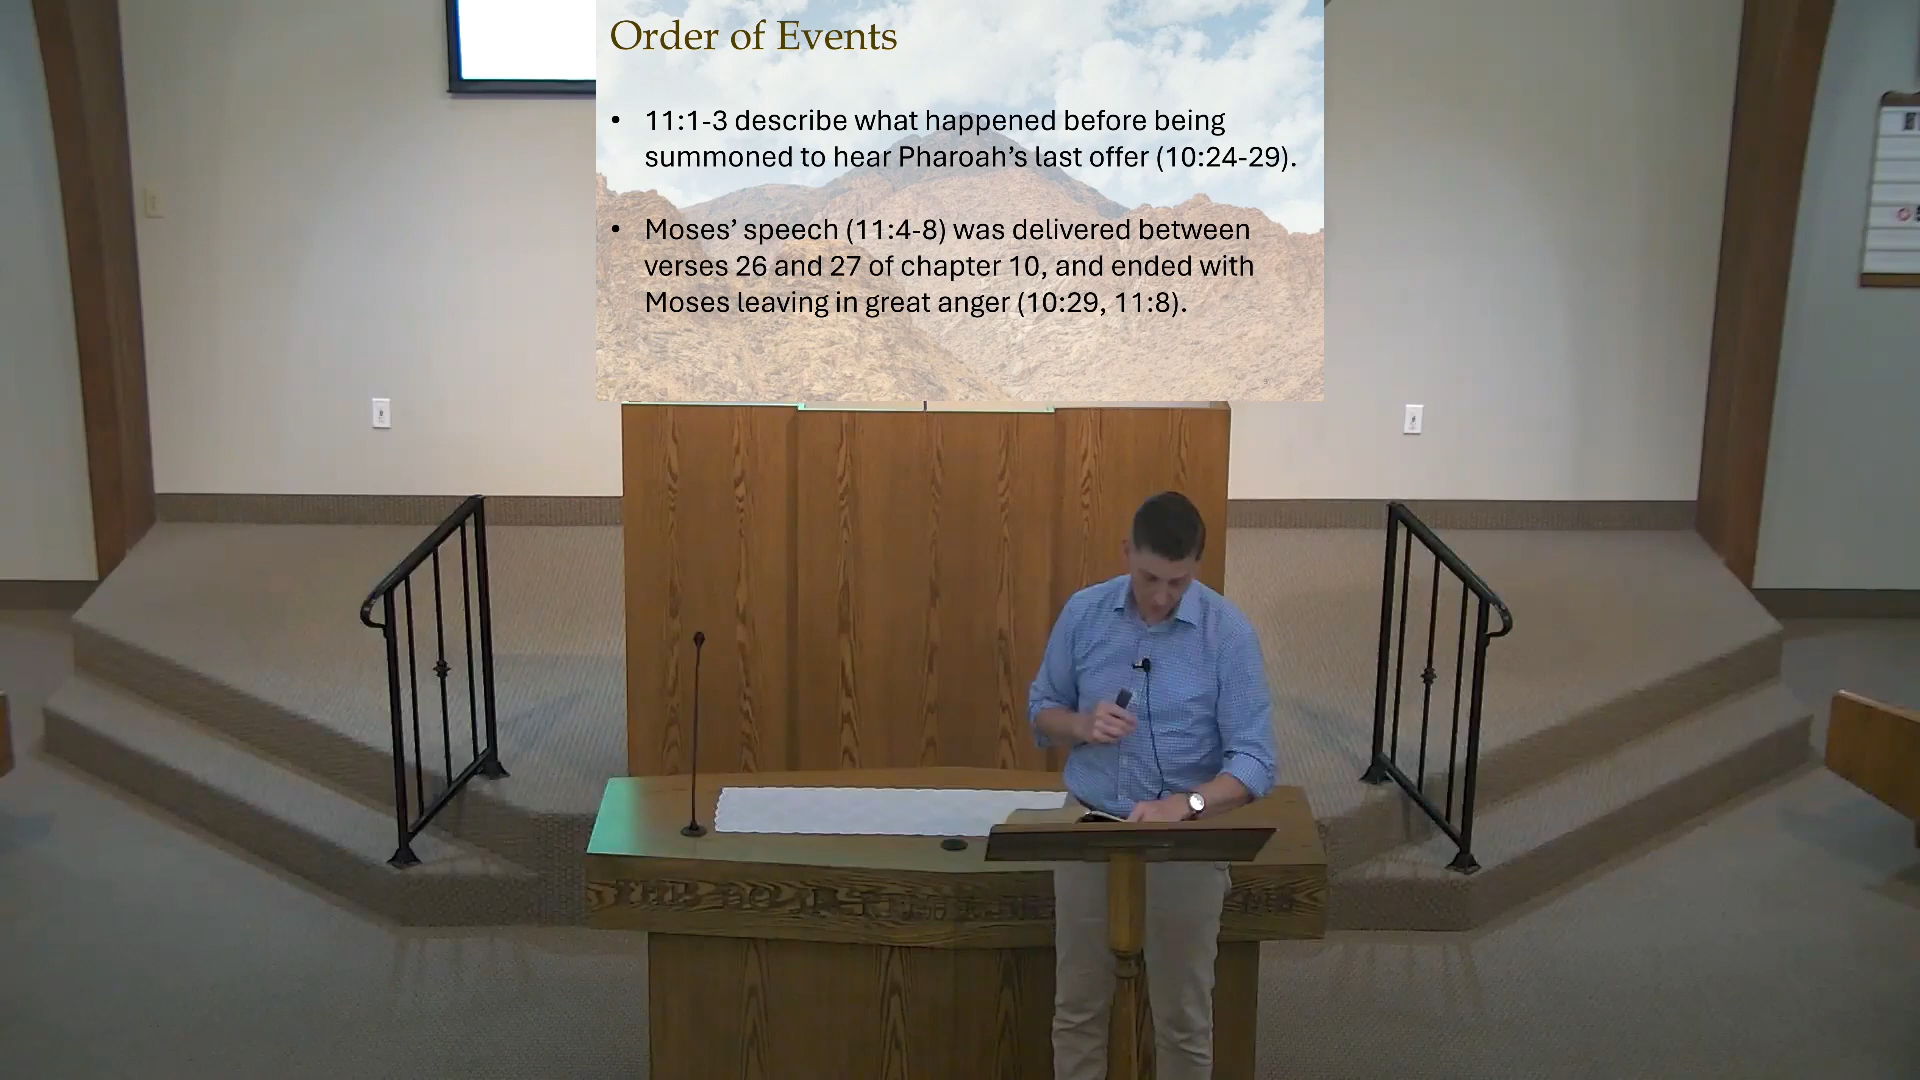 Order of Events
• 11:1-3 describe what happened before being
summoned to hear Pharoah’s last offer (10:24-29).
• Moses’ speech (11:4-8) was delivered between
verses 26 and 27 of chapter 10, and ended with
Moses leaving in great anger (10:29, 11:8).